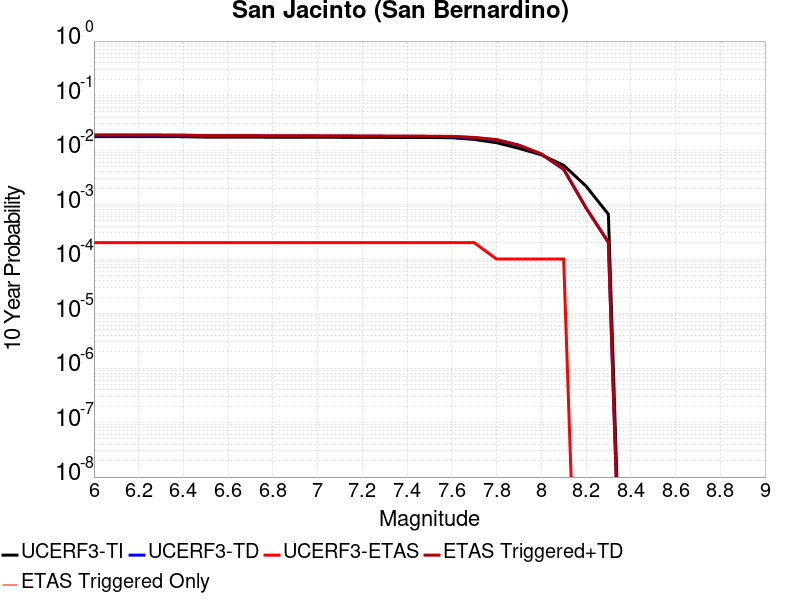 San Jacinto (San Bernardino)
10 0
10 -1
10 -2
10 -3
10 -4
10 -5
10 -6
10 -7
10 -8
10 Year Probability
6 6.2 6.4 6.6 6.8 7 7.2 7.4 7.6 7.8 8 8.2 8.4 8.6 8.8 9
Magnitude
UCERF3-TI UCERF3-TD UCERF3-ETAS ETAS Triggered+TD
ETAS Triggered Only